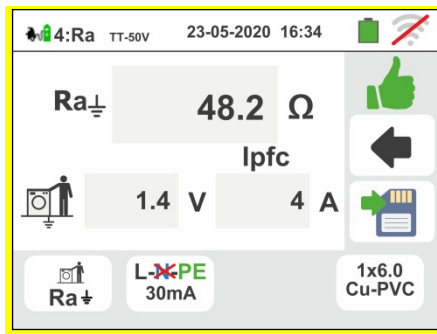 4:Ra TT-50V 23-05-2020 16:34
Ra 48.2 Ω
Ipfc
1.4 V 4 A
L-N-PE 1x6.0
Ra 30mA Cu-PVC